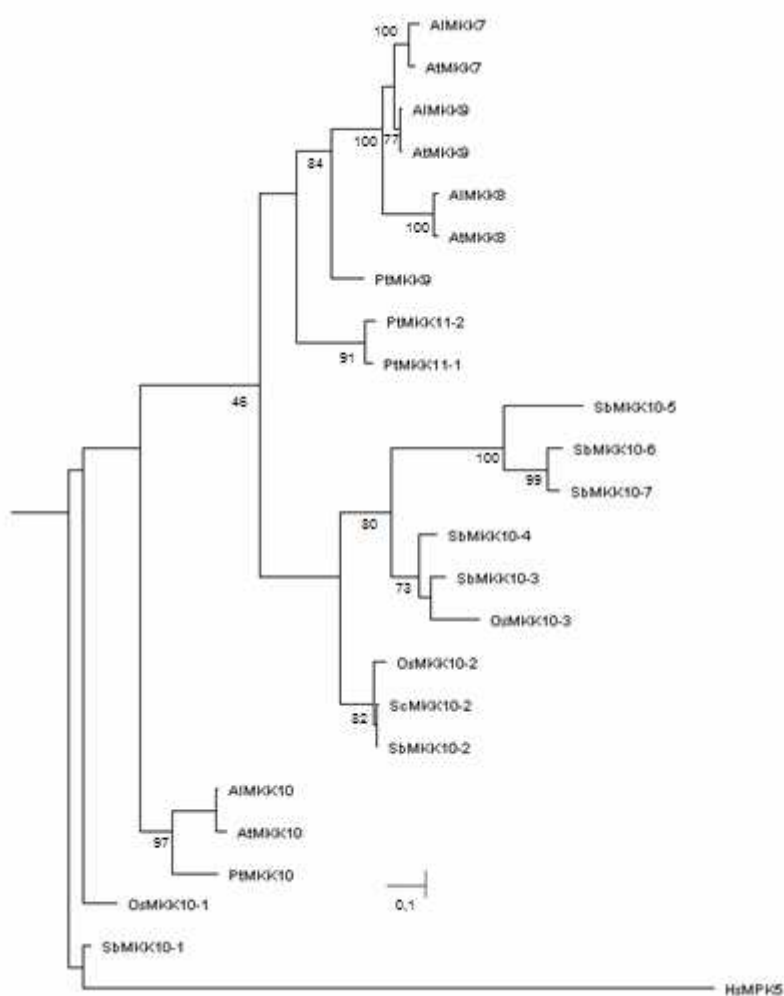 100
AlMKK7
AtMKK7
AlMKK9
100
77
AtMKK9
84
AlMKK8
100
AtMKK8
PtMKK9
PtMKK11-2
91
PtMKK11-1
46
SbMKK10-5
100
SbMKK10-6
99
SbMKK10-7
80
SbMKK10-4
73
SbMKK10-3
OsMKK10-3
OsMKK10-2
82
ScMKK10-2
SbMKK10-2
AlMKK10
97
AtMKK10
PtMKK10
0,1
OsMKK10-1
SbMKK10-1
HsMPK5